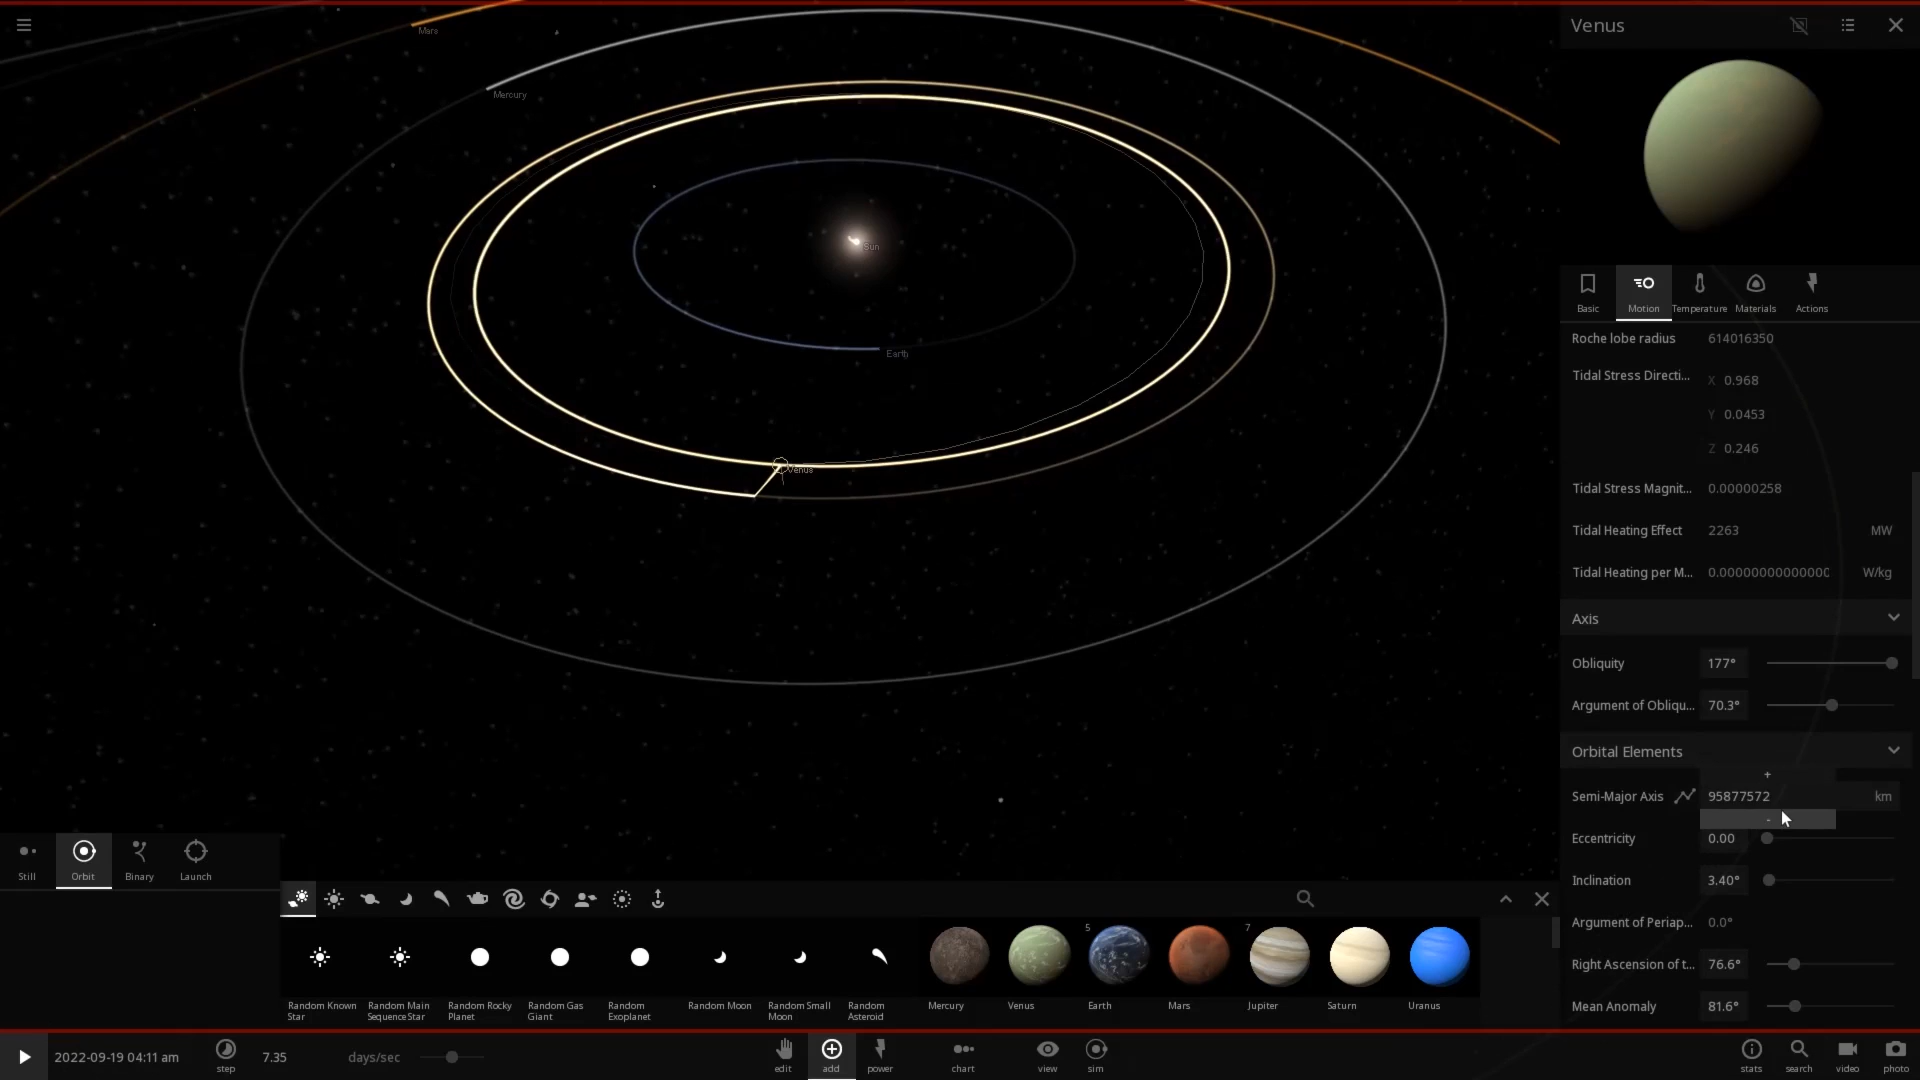 Venus
Mars
Mercury
Sun
Earth
Venus
Basic
Motion
Temperature
Materials
Actions
Roche lobe radius 614016350
Tidal Stress Directi... X 0.968
Y 0.0453
Z 0.246
Tidal Stress Magnit... 0.00000258
Tidal Heating Effect 2263 MW
Tidal Heating per M... 0.00000000000000 W/kg
Axis
Obliquity 177°
Argument of Obliqu... 70.3°
Orbital Elements
+
Semi-Major Axis 95877572 km
-
Eccentricity 0.00
Inclination 3.40°
Argument of Periap... 0.0°
Right Ascension of t... 76.6°
Mean Anomaly 81.6°
Still
Orbit
Binary
Launch
5
7
Random Known Star
Random Main Sequence Star
Random Rocky Planet
Random Gas Giant
Random Exoplanet
Random Moon
Random Small Moon
Random Asteroid
Mercury
Venus
Earth
Mars
Jupiter
Saturn
Uranus
2022-09-19 04:11 am
step
7.35 days/sec
edit
add
power
chart
view
sim
stats
search
video
photo